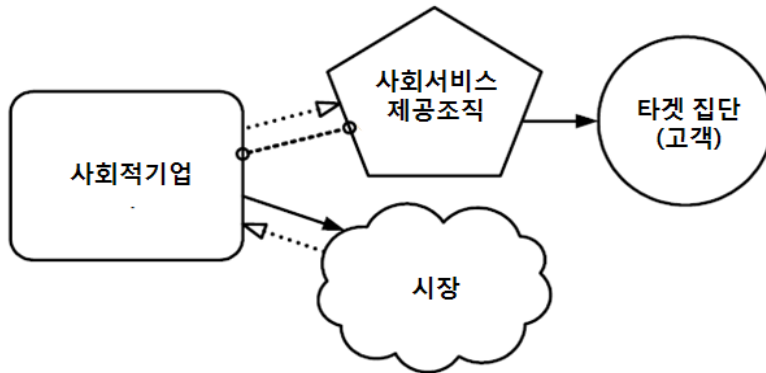 사회서비스
제공조직
타겟 집단
(고객)
사회적기업
시장